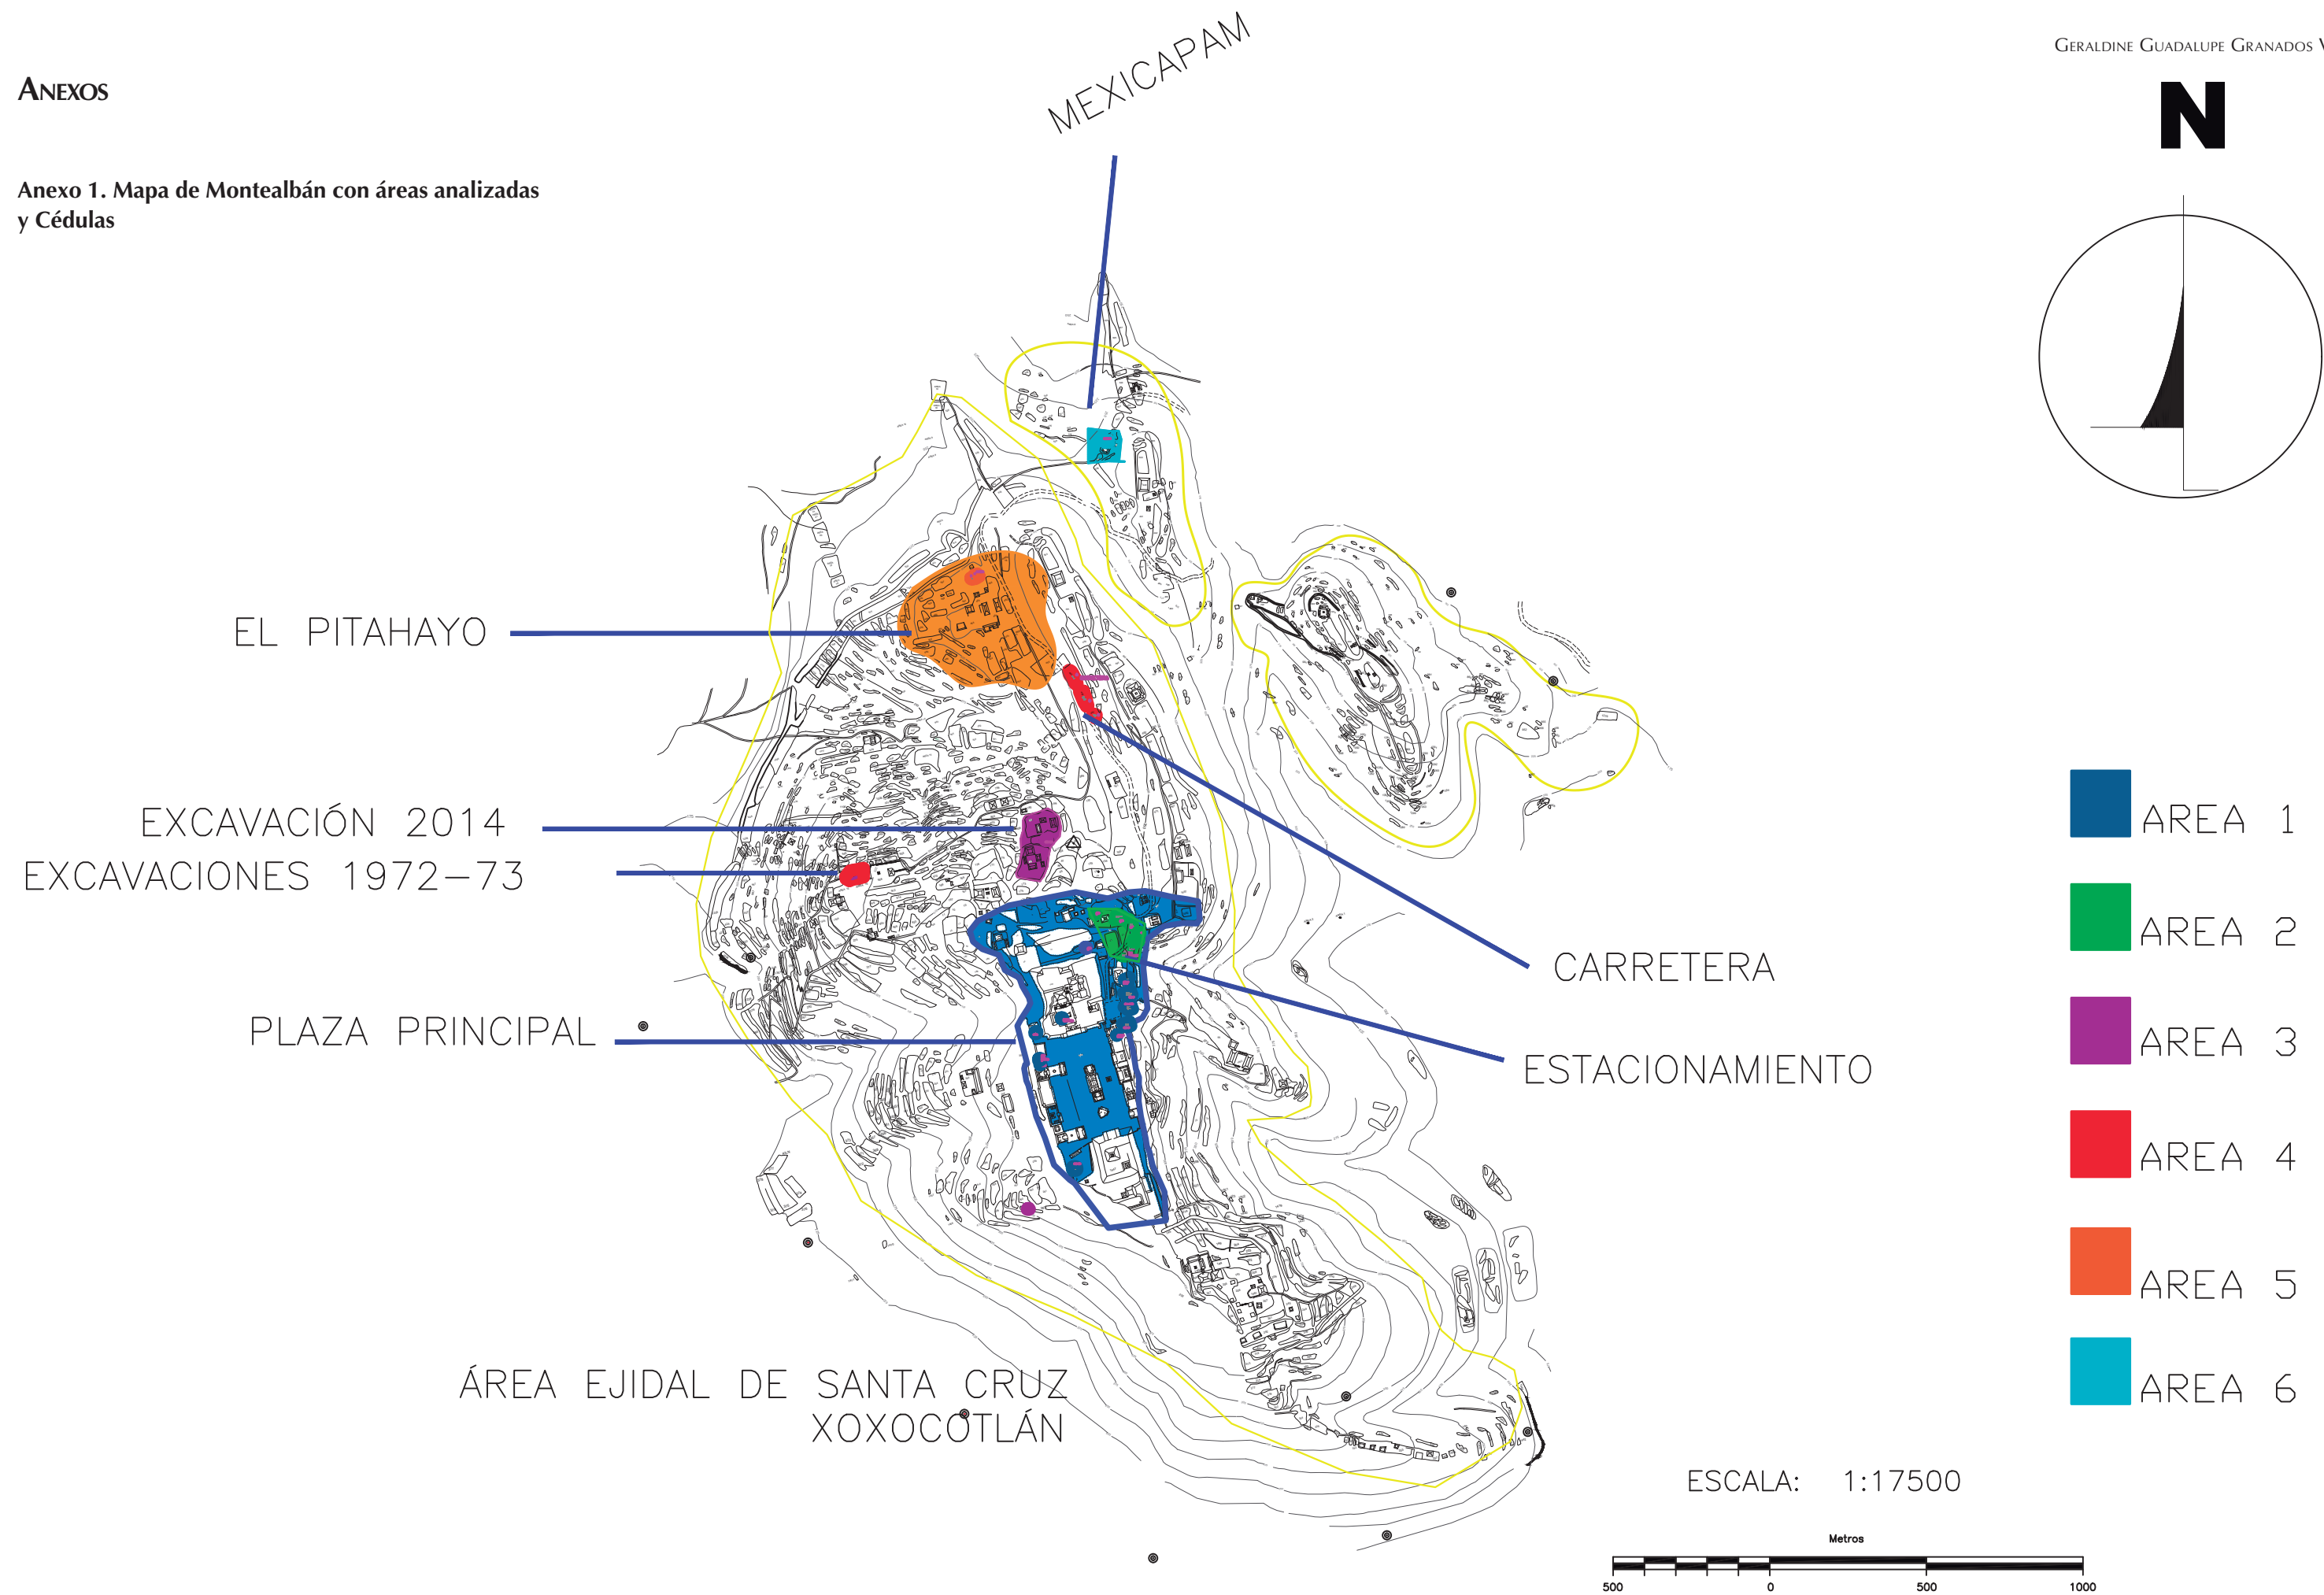 GERALDINE GUADALUPE GRANADOS
ANEXOS
N
Anexo 1. Mapa de Montealbán con áreas analizadas
y Cédulas
MEXICAPAM
EL PITAHAYO
EXCAVACIÓN 2014
EXCAVACIONES 1972-73
PLAZA PRINCIPAL
CARRETERA
ESTACIONAMIENTO
ÁREA EJIDAL DE SANTA CRUZ
XOXOCOTLÁN
AREA 1
AREA 2
AREA 3
AREA 4
AREA 5
AREA 6
ESCALA: 1:17500
Metros
500 0 500 1000